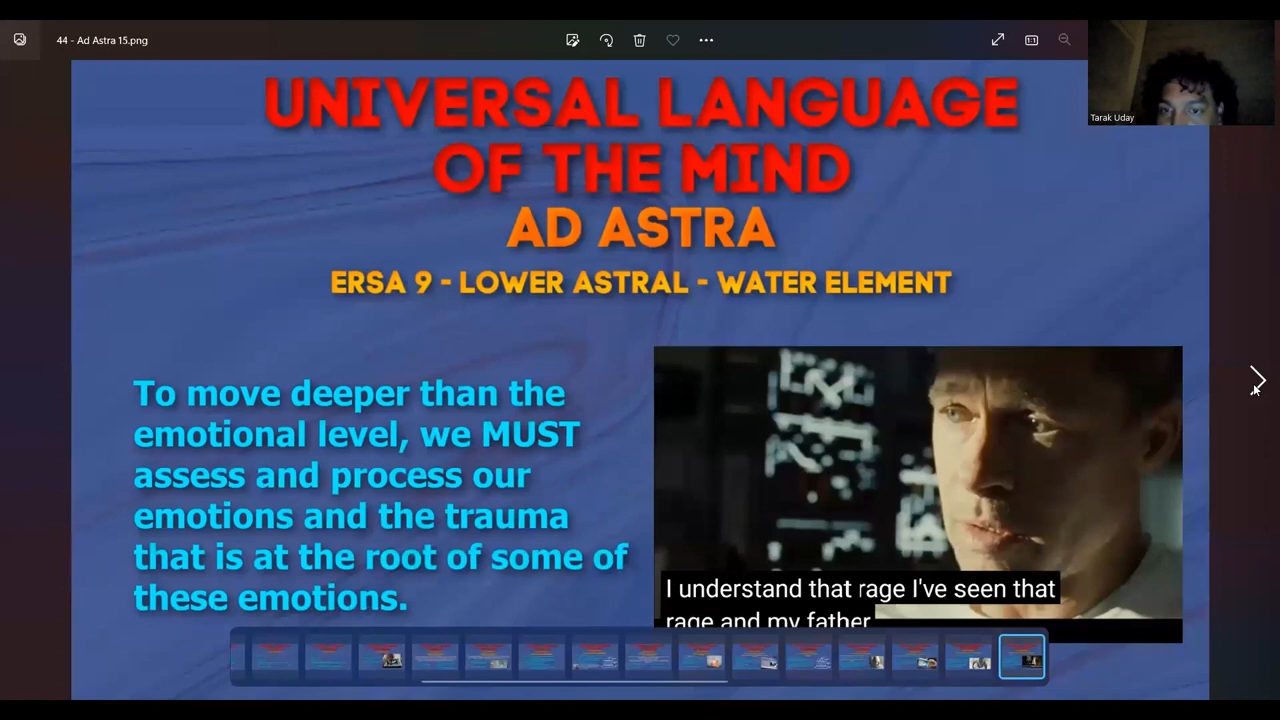 44 - Ad Astra 15.png
Tarak Uday
UNIVERSAL LANGUAGE
OF THE MIND
AD ASTRA
ERSA 9 - LOWER ASTRAL - WATER ELEMENT
To move deeper than the
emotional level, we MUST
assess and process our
emotions and the trauma
that is at the root of some of
these emotions.
I understand that rage I've seen that
rage and my father